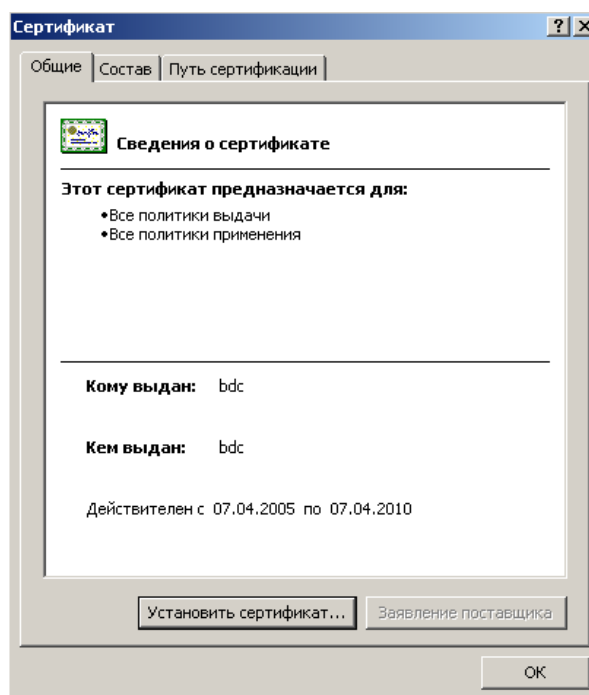 Сертификат
Общие Состав Путь сертификации
Сведения о сертификате
Этот сертификат предназначается для:
•Все политики выдачи
•Все политики применения
Кому выдан: bdc
Кем выдан: bdc
Действителен с 07.04.2005 по 07.04.2010
Установить сертификат... Заявление поставщика
ОК